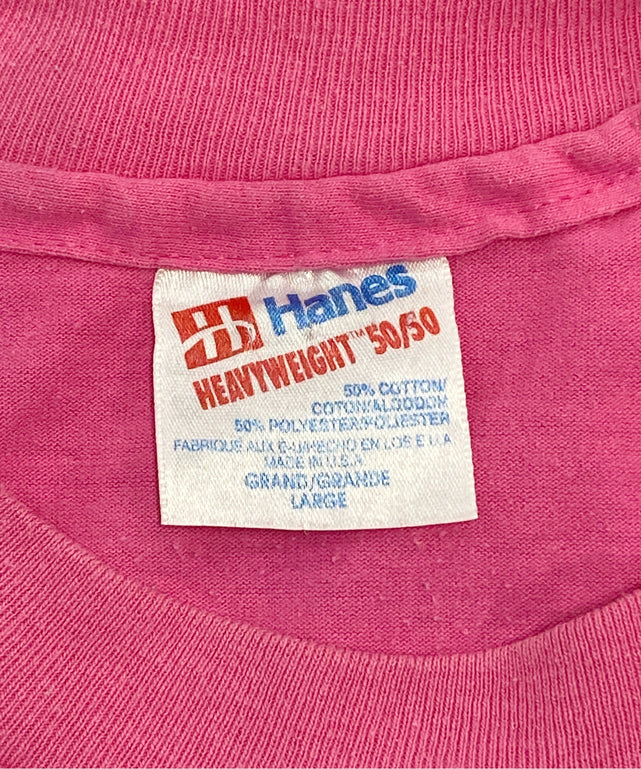 Hanes
HEAVYWEIGHT™ 50/50
50% COTTON/
COTON/ALGODON
50% POLYESTER/POLIESTER
FABRIQUÉ AUX É-U/HECHO EN LOS E.U.A
MADE IN U.S.A.
GRAND/GRANDE
LARGE